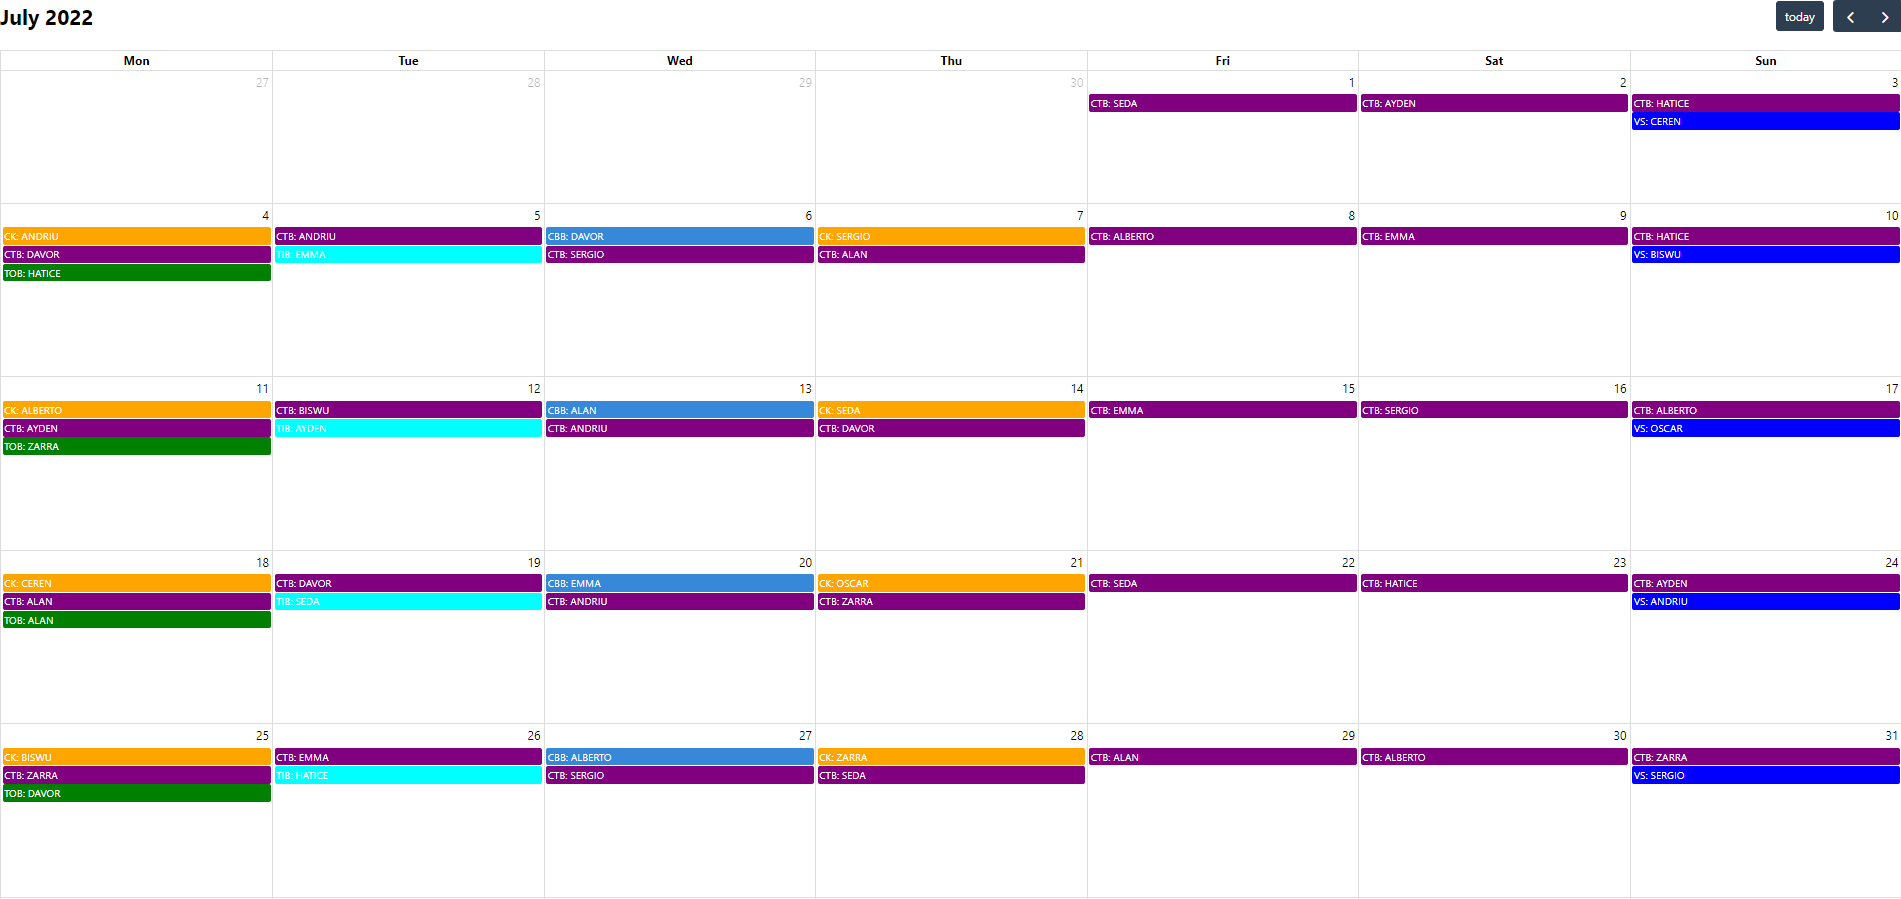 July 2022
today
Mon Tue Wed Thu Fri Sat Sun
27 28 29 30 1 2 3
CTB: SEDA CTB: AYDEN CTB: HATICE
VS: CEREN
4 5 6 7 8 9 10
CK: ANDRIU CTB: ANDRIU CBB: DAVOR CK: SERGIO CTB: ALBERTO CTB: EMMA CTB: HATICE
CTB: DAVOR TIB: EMMA CTB: SERGIO CTB: ALAN VS: BISWU
TOB: HATICE
11 12 13 14 15 16 17
CK: ALBERTO CTB: BISWU CBB: ALAN CK: SEDA CTB: EMMA CTB: SERGIO CTB: ALBERTO
CTB: AYDEN TIB: AYDEN CTB: ANDRIU CTB: DAVOR VS: OSCAR
TOB: ZARRA
18 19 20 21 22 23 24
CK: CEREN CTB: DAVOR CBB: EMMA CK: OSCAR CTB: SEDA CTB: HATICE CTB: AYDEN
CTB: ALAN TIB: SEDA CTB: ANDRIU CTB: ZARRA VS: ANDRIU
TOB: ALAN
25 26 27 28 29 30 31
CK: BISWU CTB: EMMA CBB: ALBERTO CK: ZARRA CTB: ALAN CTB: ALBERTO CTB: ZARRA
CTB: ZARRA TIB: HATICE CTB: SERGIO CTB: SEDA VS: SERGIO
TOB: DAVOR